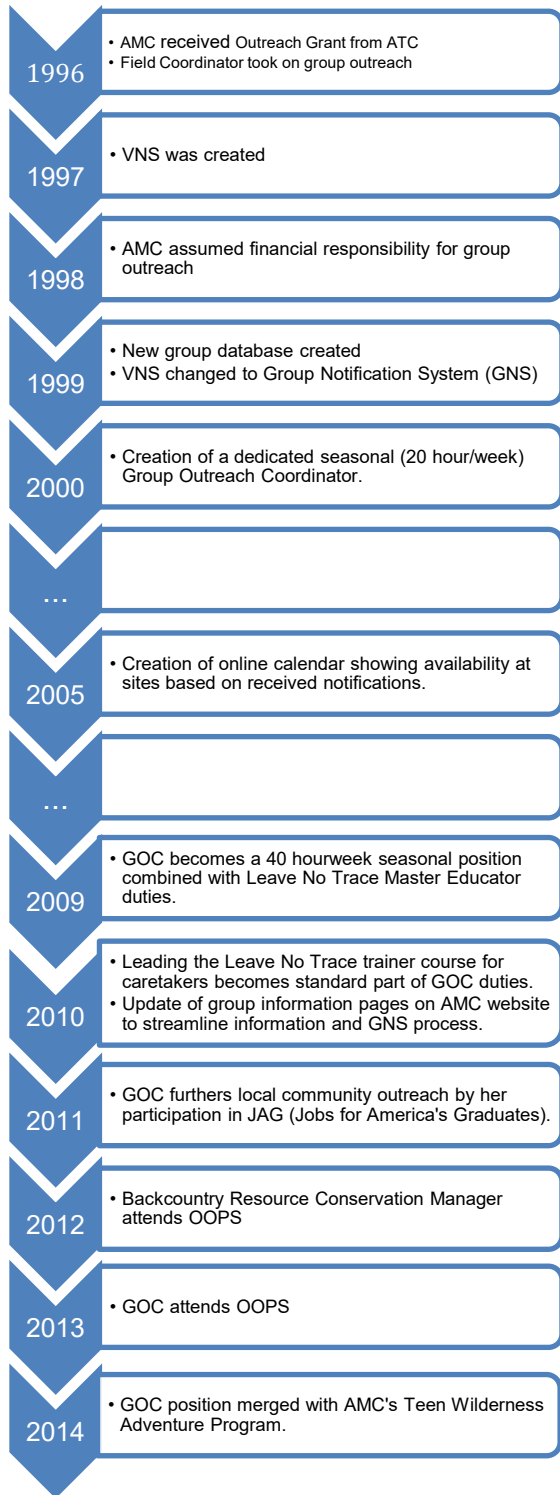 1996
• AMC received Outreach Grant from ATC
• Field Coordinator took on group outreach
1997
• VNS was created
1998
• AMC assumed financial responsibility for group
outreach
1999
• New group database created
• VNS changed to Group Notification System (GNS)
2000
• Creation of a dedicated seasonal (20 hour/week)
Group Outreach Coordinator.
...
2005
• Creation of online calendar showing availability at
sites based on received notifications.
...
2009
• GOC becomes a 40 hourweek seasonal position
combined with Leave No Trace Master Educator
duties.
2010
• Leading the Leave No Trace trainer course for
caretakers becomes standard part of GOC duties.
• Update of group information pages on AMC website
to streamline information and GNS process.
2011
• GOC furthers local community outreach by her
participation in JAG (Jobs for America's Graduates).
2012
• Backcountry Resource Conservation Manager
attends OOPS
2013
• GOC attends OOPS
2014
• GOC position merged with AMC's Teen Wilderness
Adventure Program.